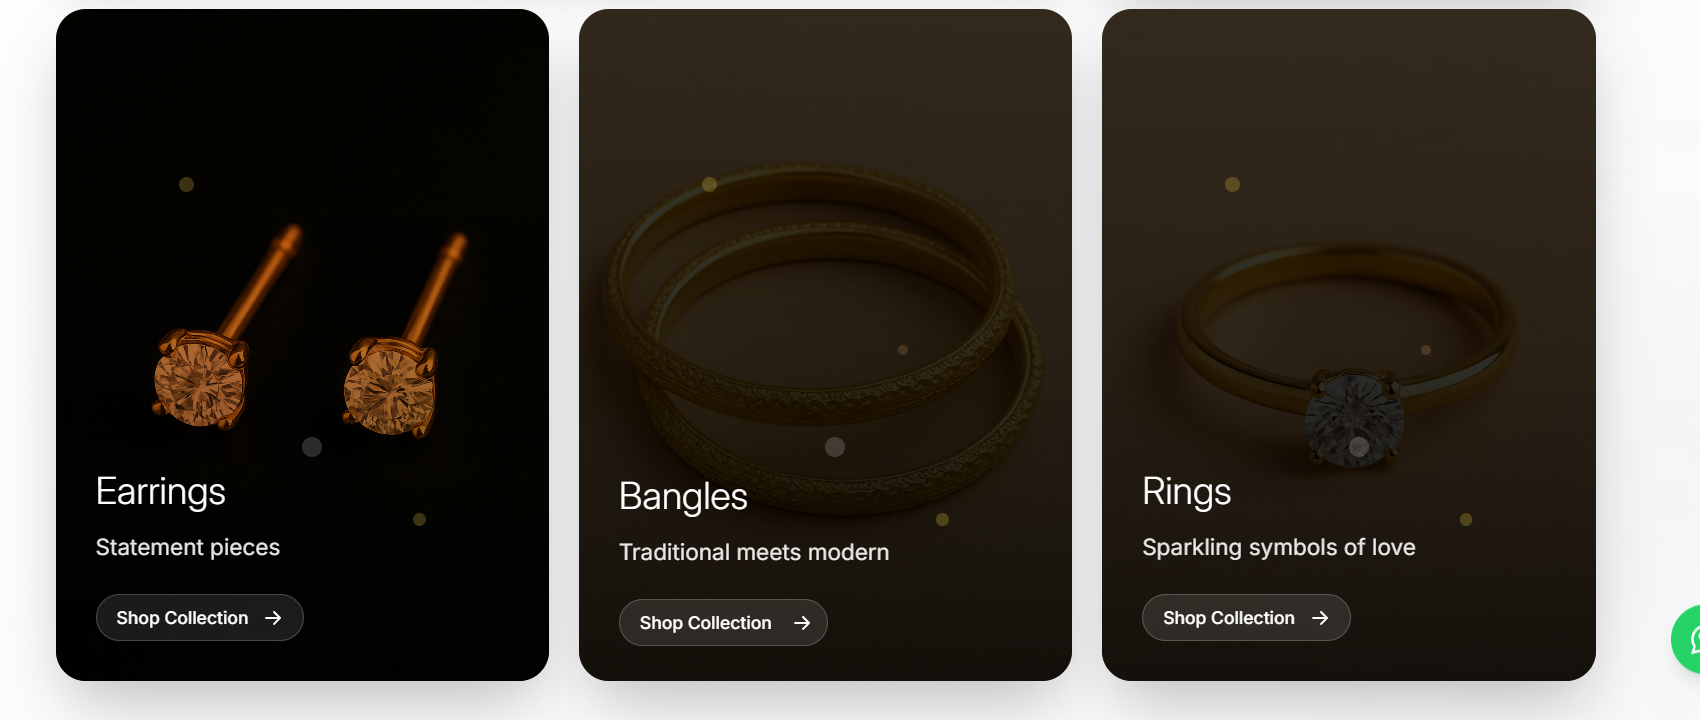 Earrings
Statement pieces
Shop Collection →
Bangles
Traditional meets modern
Shop Collection →
Rings
Sparkling symbols of love
Shop Collection →